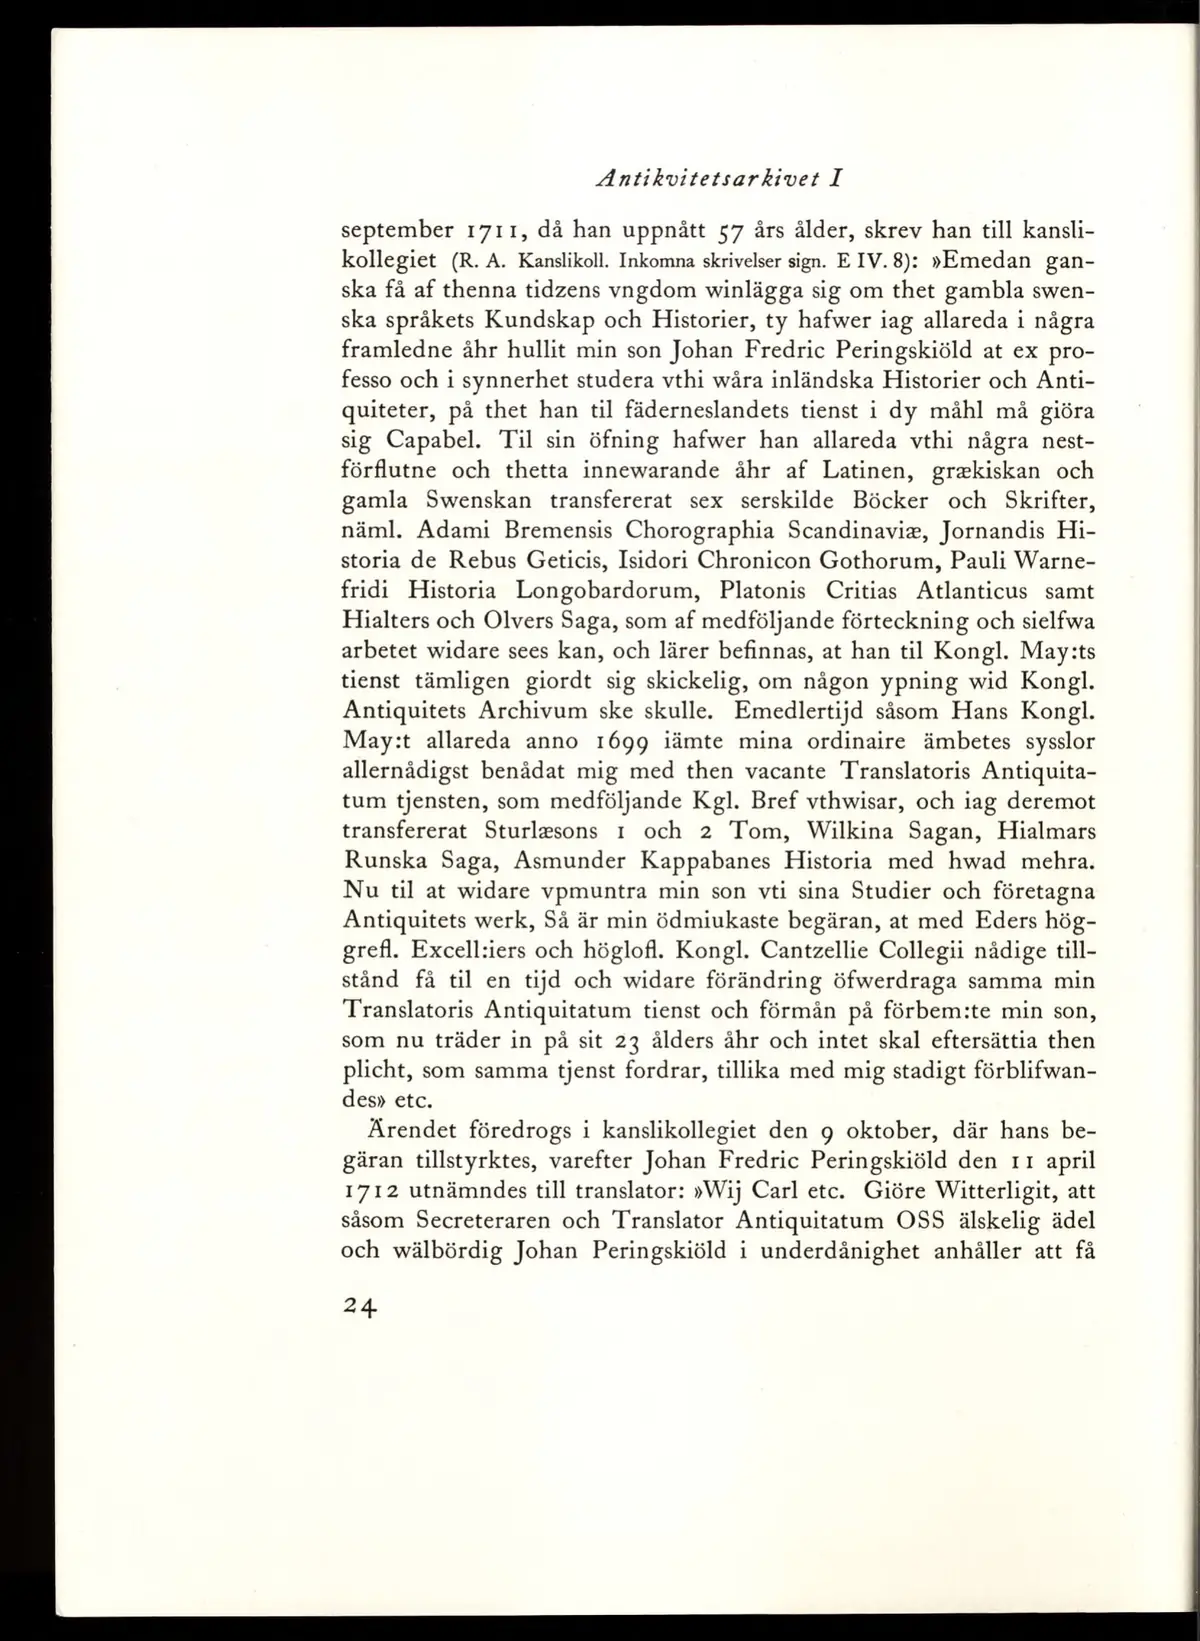 Antikvitetsarkivet I
september 1711, då han uppnått 57 års ålder, skrev han till kansli-
kollegiet (R. A. Kanslikoll. Inkomna skrivelser sign. E IV. 8): »Emedan gan-
ska få af thenna tidzens vngdom winlägga sig om thet gambla swen-
ska språkets Kundskap och Historier, ty hafwer iag allareda i några
framledne åhr hullit min son Johan Fredric Peringskiöld at ex pro-
fesso och i synnerhet studera vthi wåra inländska Historier och Anti-
quiteter, på thet han til fäderneslandets tienst i dy måhl må giöra
sig Capabel. Til sin öfning hafwer han allareda vthi några nest-
förflutne och thetta innewarande åhr af Latinen, grækiskan och
gamla Swenskan transfererat sex serskilde Böcker och Skrifter,
näml. Adami Bremensis Chorographia Scandinaviæ, Jornandis Hi-
storia de Rebus Geticis, Isidori Chronicon Gothorum, Pauli Warne-
fridi Historia Longobardorum, Platonis Critias Atlanticus samt
Hialters och Olvers Saga, som af medföljande förteckning och sielfwa
arbetet widare sees kan, och lärer befinnas, at han til Kongl. May:ts
tienst tämligen giordt sig skickelig, om någon ypning wid Kongl.
Antiquitets Archivum ske skulle. Emedlertijd såsom Hans Kongl.
May:t allareda anno 1699 iämte mina ordinaire ämbetes sysslor
allernådigst benådat mig med then vacante Translatoris Antiquita-
tum tjensten, som medföljande Kgl. Bref vthwisar, och iag deremot
transfererat Sturlæsons 1 och 2 Tom, Wilkina Sagan, Hialmars
Runska Saga, Asmunder Kappabanes Historia med hwad mehra.
Nu til at widare vpmuntra min son vti sina Studier och företagna
Antiquitets werk, Så är min ödmiukaste begäran, at med Eders hög-
grefl. Excell:iers och höglofl. Kongl. Cantzellie Collegii nådige till-
stånd få til en tijd och widare förändring öfwerdraga samma min
Translatoris Antiquitatum tienst och förmån på förbem:te min son,
som nu träder in på sit 23 ålders åhr och intet skal eftersättia then
plicht, som samma tjenst fordrar, tillika med mig stadigt förblifwan-
des» etc.
Ärendet föredrogs i kanslikollegiet den 9 oktober, där hans be-
gäran tillstyrktes, varefter Johan Fredric Peringskiöld den 11 april
1712 utnämndes till translator: »Wij Carl etc. Giöre Witterligit, att
såsom Secreteraren och Translator Antiquitatum OSS älskelig ädel
och wälbördig Johan Peringskiöld i underdånighet anhåller att få
24